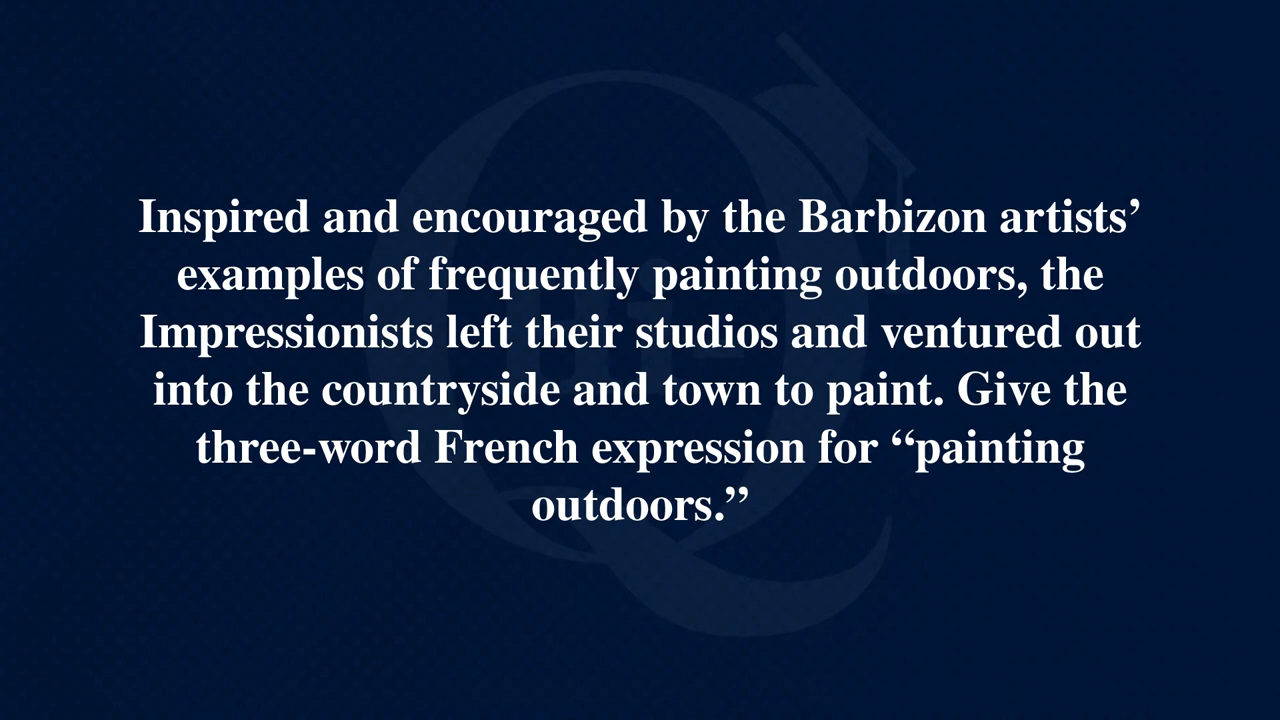 Inspired and encouraged by the Barbizon artists’
examples of frequently painting outdoors, the
Impressionists left their studios and ventured out
into the countryside and town to paint. Give the
three-word French expression for “painting
outdoors.”